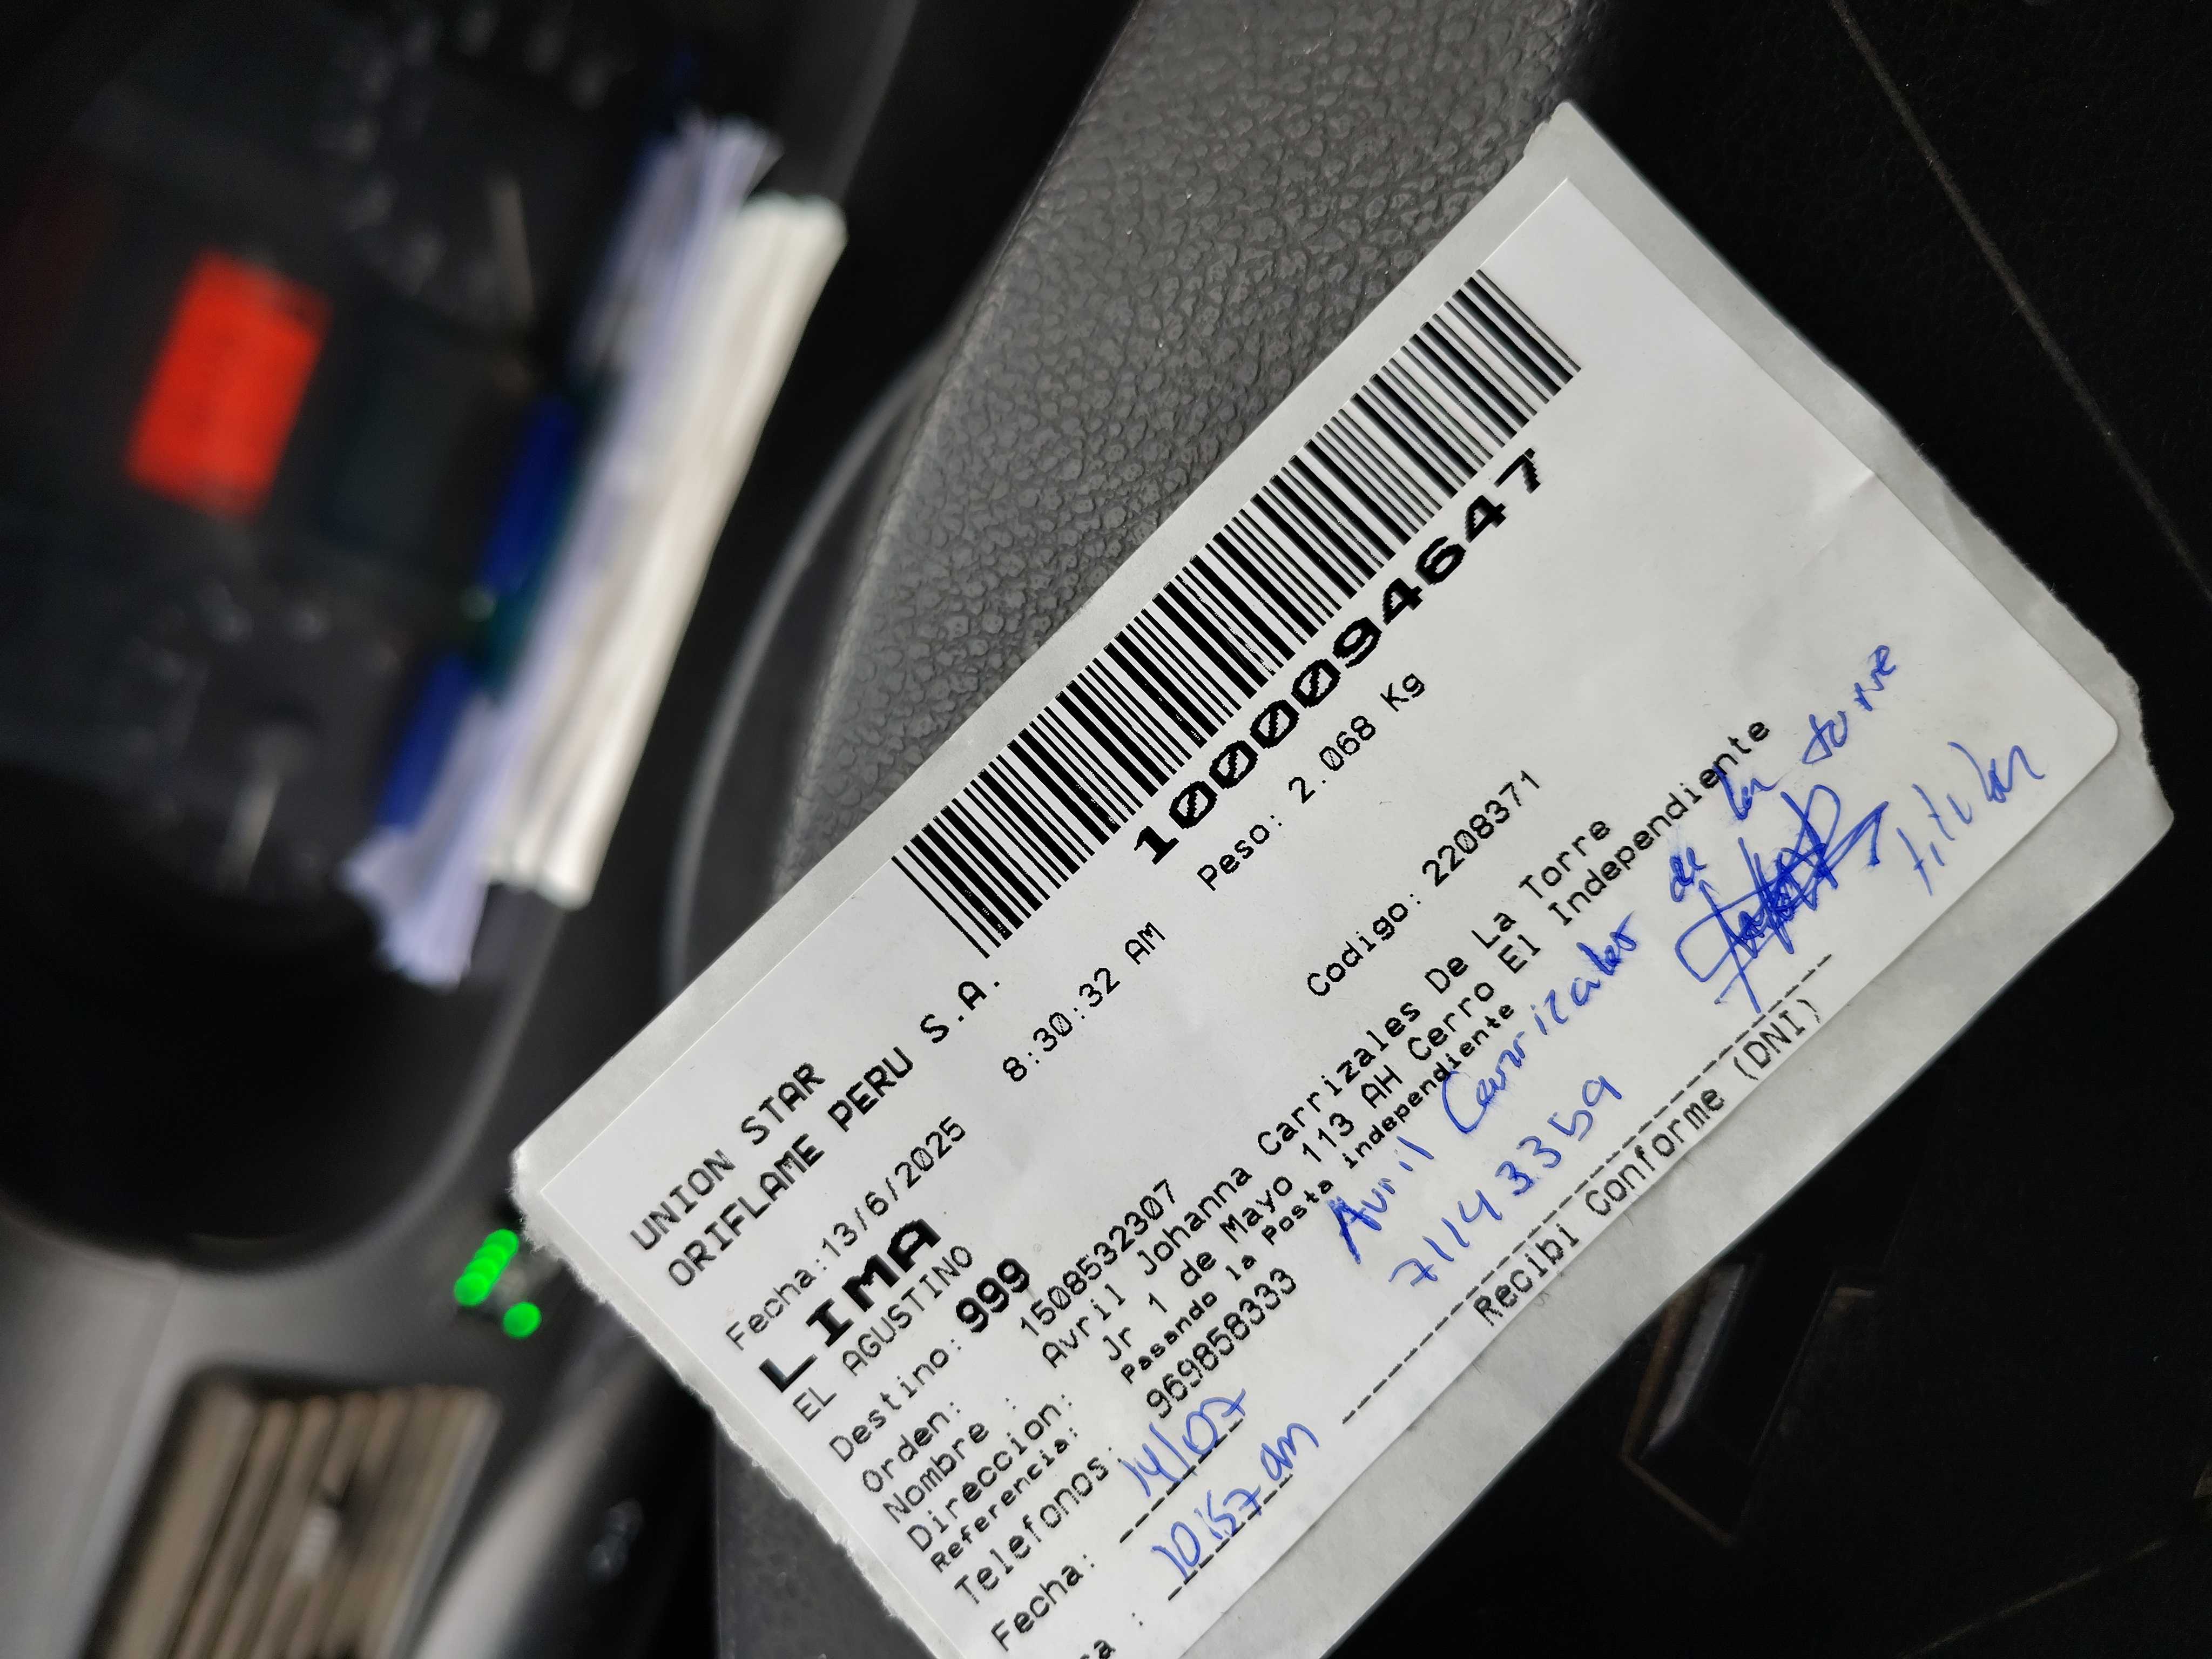 10000094647
UNION STAR
ORIFLAME PERU S.A.
Fecha:13/6/2025 8:30:32 AM Peso: 2.068 Kg
LIMA
EL AGUSTINO
Destino: 999 Codigo: 2208371
Orden: 1508532307
Nombre : Avril Johanna Carrizales De La Torre
Direccion: Jr 1 de Mayo 113 AH Cerro El Independiente
Referencia: Pasando la Posta independiente
Telefonos: 969858333
Avril Carrizales de la torre
71143359
titular
Fecha: 14/07
10:57 am
Recibi Conforme (DNI)